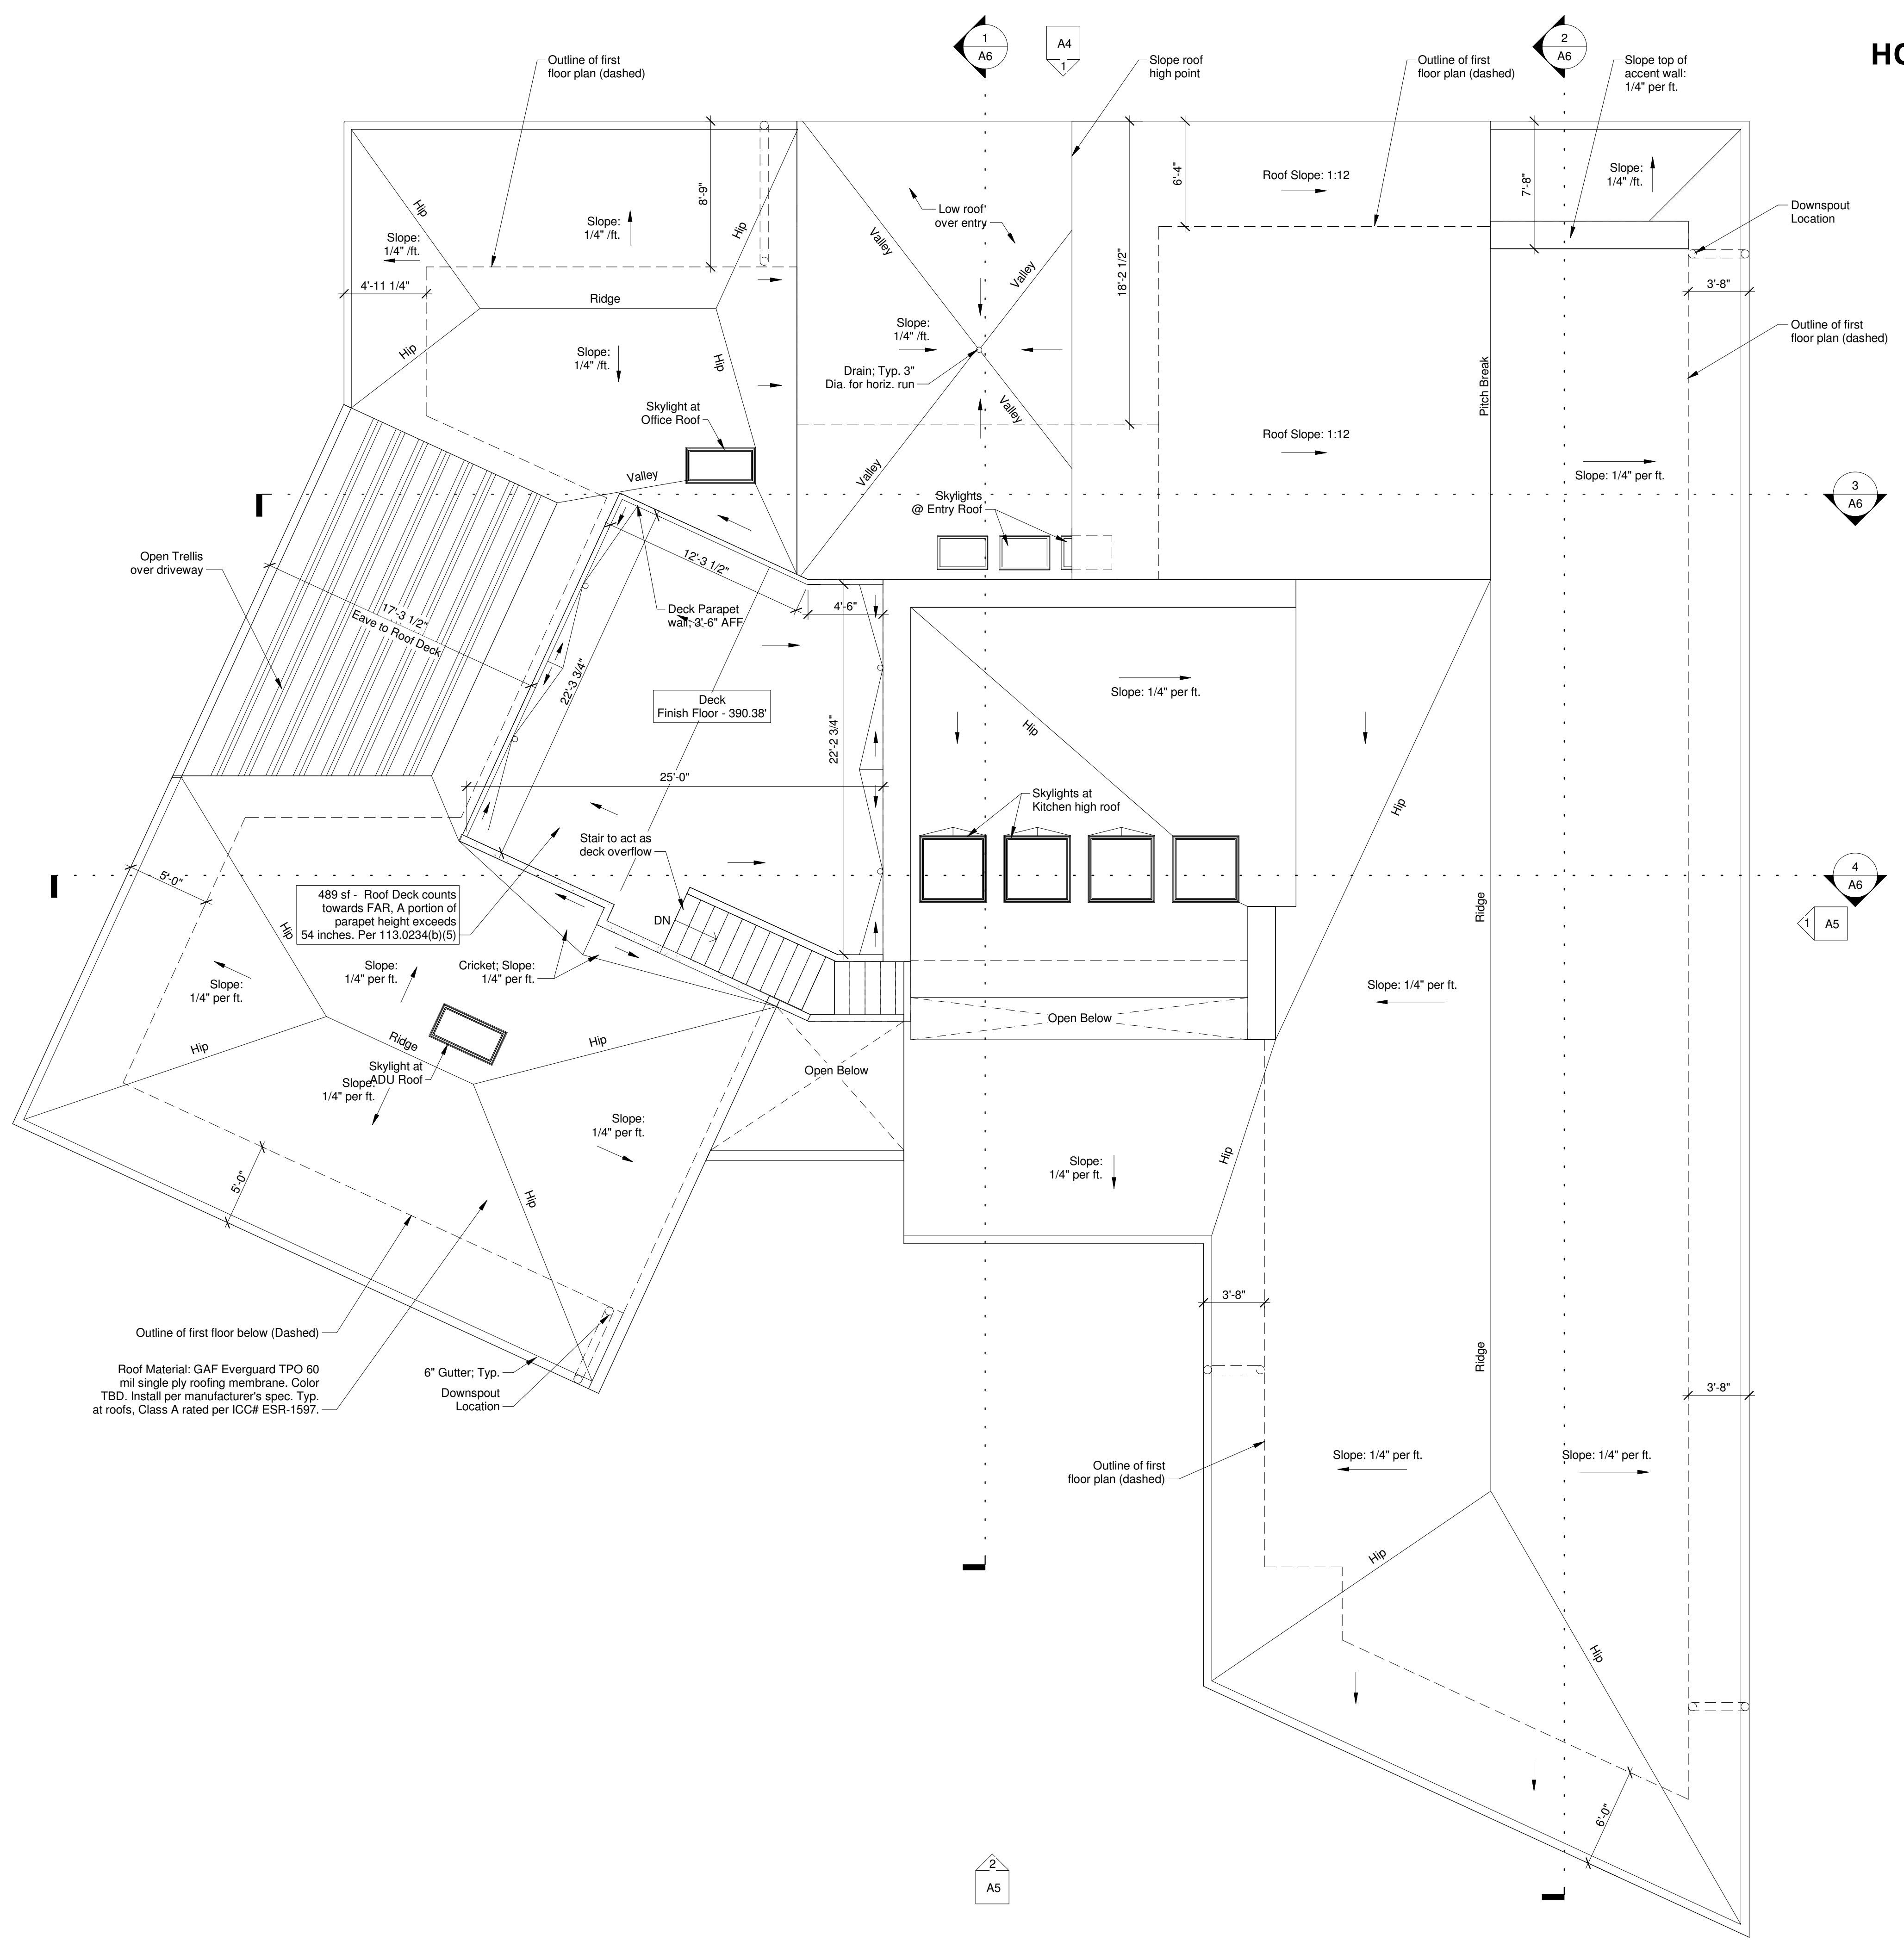 1
A6
A4
1
2
A6
HO
Outline of first
floor plan (dashed)
Slope roof
high point
Outline of first
floor plan (dashed)
Slope top of
accent wall:
1/4" per ft.
8'-9"
18'-2 1/2"
6'-4"
7'-8"
Roof Slope: 1:12
Slope:
1/4" /ft.
Hip
Slope:
1/4" /ft.
Slope:
1/4" /ft.
Hip
Low roof
over entry
Valley
Downspout
Location
4'-11 1/4"
Ridge
Valley
3'-8"
Slope:
1/4" /ft.
Outline of first
floor plan (dashed)
Hip
Slope:
1/4" /ft.
Hip
Drain; Typ. 3"
Dia. for horiz. run
Pitch Break
Skylight at
Office Roof
Valley
Roof Slope: 1:12
Valley
Valley
Slope: 1/4" per ft.
3
A6
Skylights
@ Entry Roof
Open Trellis
over driveway
12'-3 1/2"
17'-3 1/2"
Eave to Roof Deck
Deck Parapet
wall; 3'-6" AFF
4'-6"
22'-3 3/4"
Deck
Finish Floor - 390.38'
22'-2 3/4"
Slope: 1/4" per ft.
Hip
25'-0"
Skylights at
Kitchen high roof
Hip
Stair to act as
deck overflow
5'-0"
4
A6
489 sf - Roof Deck counts
towards FAR, A portion of
parapet height exceeds
54 inches. Per 113.0234(b)(5)
DN
Ridge
1
A5
Hip
Slope:
1/4" per ft.
Slope:
1/4" per ft.
Cricket; Slope:
1/4" per ft.
Slope: 1/4" per ft.
Open Below
Hip
Ridge
Hip
Skylight at
ADU Roof
Open Below
Slope:
1/4" per ft.
Slope:
1/4" per ft.
Hip
Slope:
1/4" per ft.
5'-0"
Hip
3'-8"
Outline of first floor below (Dashed)
Ridge
Roof Material: GAF Everguard TPO 60
mil single ply roofing membrane. Color
TBD. Install per manufacturer's spec. Typ.
at roofs, Class A rated per ICC# ESR-1597.
6" Gutter; Typ.
Downspout
Location
3'-8"
Outline of first
floor plan (dashed)
Slope: 1/4" per ft.
Slope: 1/4" per ft.
Hip
Hip
6'-0"
2
A5